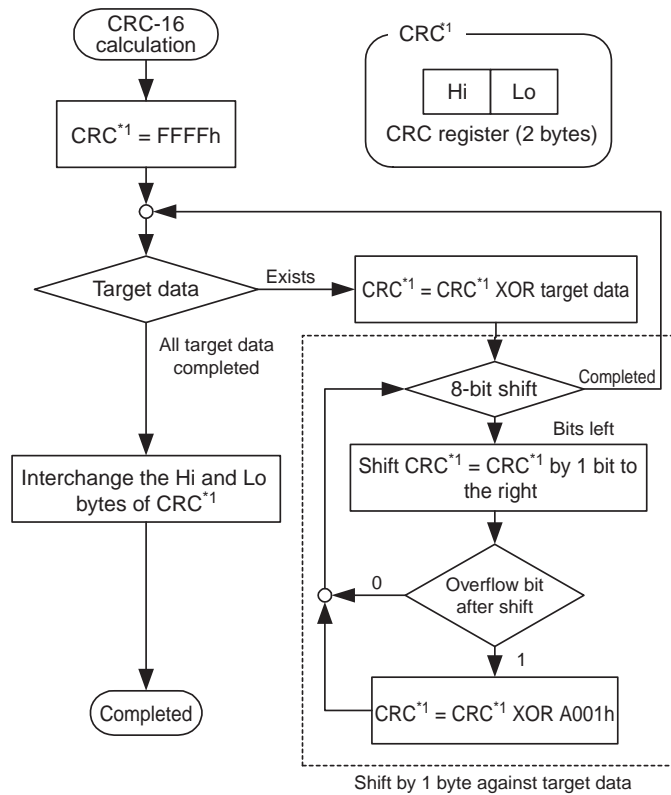 CRC-16
calculation
CRC*1
Hi
Lo
CRC register (2 bytes)
CRC*1 = FFFFh
Target data
Exists
CRC*1 = CRC*1 XOR target data
All target data
completed
8-bit shift
Completed
Bits left
Interchange the Hi and Lo
bytes of CRC*1
Shift CRC*1 = CRC*1 by 1 bit to
the right
Overflow bit
after shift
0
1
CRC*1 = CRC*1 XOR A001h
Completed
Shift by 1 byte against target data